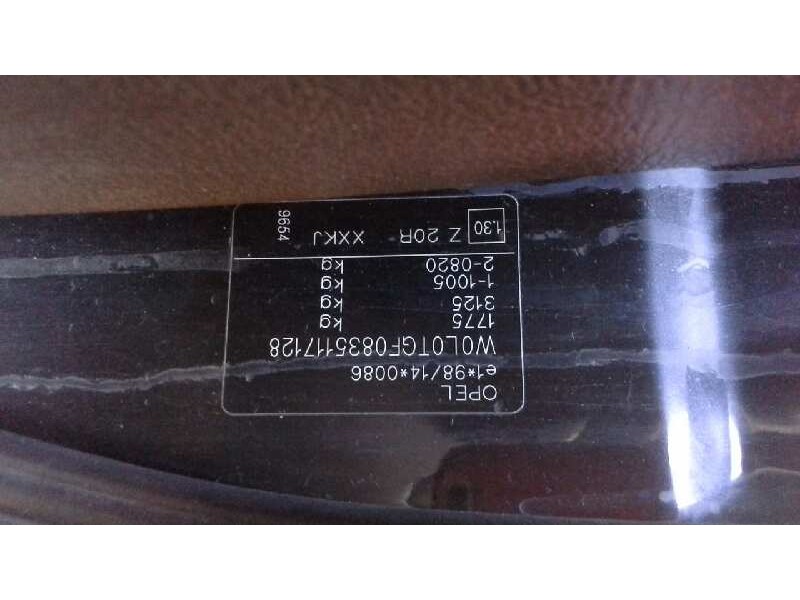 OPEL
e1*98/14*0086
W0L0TGF0835117128
1775 kg
3125 kg
1-1005 kg
2-0820 kg
1.30 Z 20R XXKJ
9654